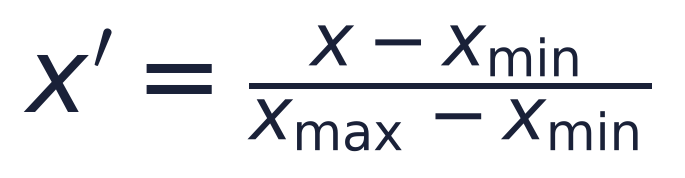 x′ = (x − x_min) / (x_max − x_min)